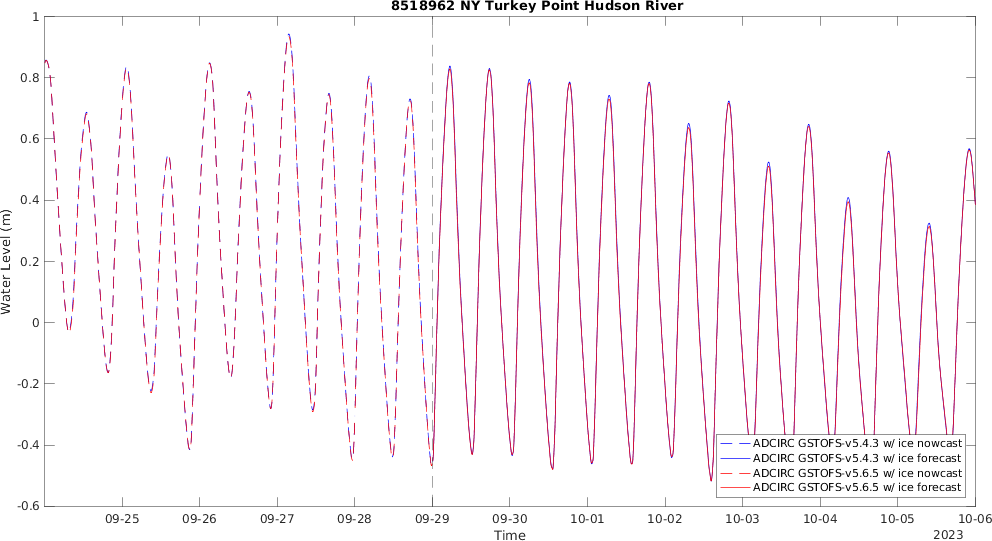 8518962 NY Turkey Point Hudson River
1
0.8
0.6
0.4
0.2
0
-0.2
-0.4
-0.6
Water Level (m)
ADCIRC GSTOFS-v5.4.3 w/ ice nowcast
ADCIRC GSTOFS-v5.4.3 w/ ice forecast
ADCIRC GSTOFS-v5.6.5 w/ ice nowcast
ADCIRC GSTOFS-v5.6.5 w/ ice forecast
09-25 09-26 09-27 09-28 09-29 09-30 10-01 10-02 10-03 10-04 10-05 10-06
Time
2023